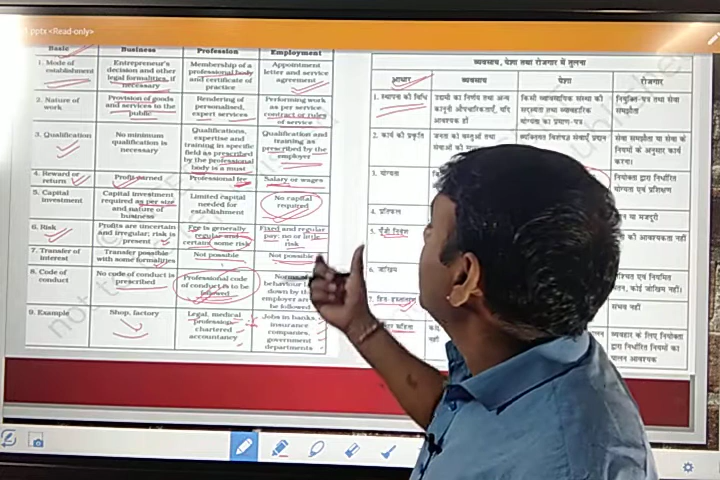 .pptx <Read-only>
Basic Business Profession Employment
1. Mode of establishment Entrepreneur's decision and other legal formalities, if necessary Membership of a professional body and certificate of practice Appointment letter and service agreement
2. Nature of work Provision of goods and services to the public Rendering of personalised, expert services Performing work as per service contract or rules of service
3. Qualification No minimum qualification is necessary Qualifications, expertise and training in specific field as prescribed by the professional body is a must Qualification and training as prescribed by the employer
4. Reward or return Profit earned Professional fee Salary or wages
5. Capital investment Capital investment required as per size and nature of business Limited capital needed for establishment No capital required
6. Risk Profits are uncertain and irregular; risk is present Fee is generally regular and certain; some risk Fixed and regular pay; no or little risk
7. Transfer of interest Transfer possible with some formalities Not possible Not possible
8. Code of conduct No code of conduct is prescribed Professional code of conduct is to be followed behaviour down by the employer are be followed
9. Example Shop, factory Legal, medical profession, chartered accountancy Jobs in banks, insurance companies, government departments
व्यवसाय, पेशा तथा रोजगार में तुलना
आधार व्यवसाय पेशा रोजगार
1. स्थापना की विधि उद्यमी का निर्णय तथा अन्य कानूनी औपचारिकताएँ, यदि आवश्यक हो किसी व्यावसायिक संस्था की सदस्यता तथा व्यावहारिक योग्यता का प्रमाण-पत्र नियुक्ति-पत्र तथा सेवा समझौता
2. कार्य की प्रकृति जनता को वस्तुओं तथा सेवाओं की व्यक्तिगत विशेषज्ञ सेवाएँ प्रदान सेवा समझौता या सेवा के नियमों के अनुसार कार्य करना।
3. योग्यता नियोक्ता द्वारा निर्धारित योग्यता एवं प्रशिक्षण
4. प्रतिफल या मजदूरी
5. पूँजी निवेश की आवश्यकता नहीं
6. जोखिम नियमित कोई जोखिम नहीं।
7. हित-हस्तांतरण संभव नहीं
संहिता नहीं व्यवहार के लिए नियोक्ता द्वारा निर्धारित नियमों का पालन आवश्यक